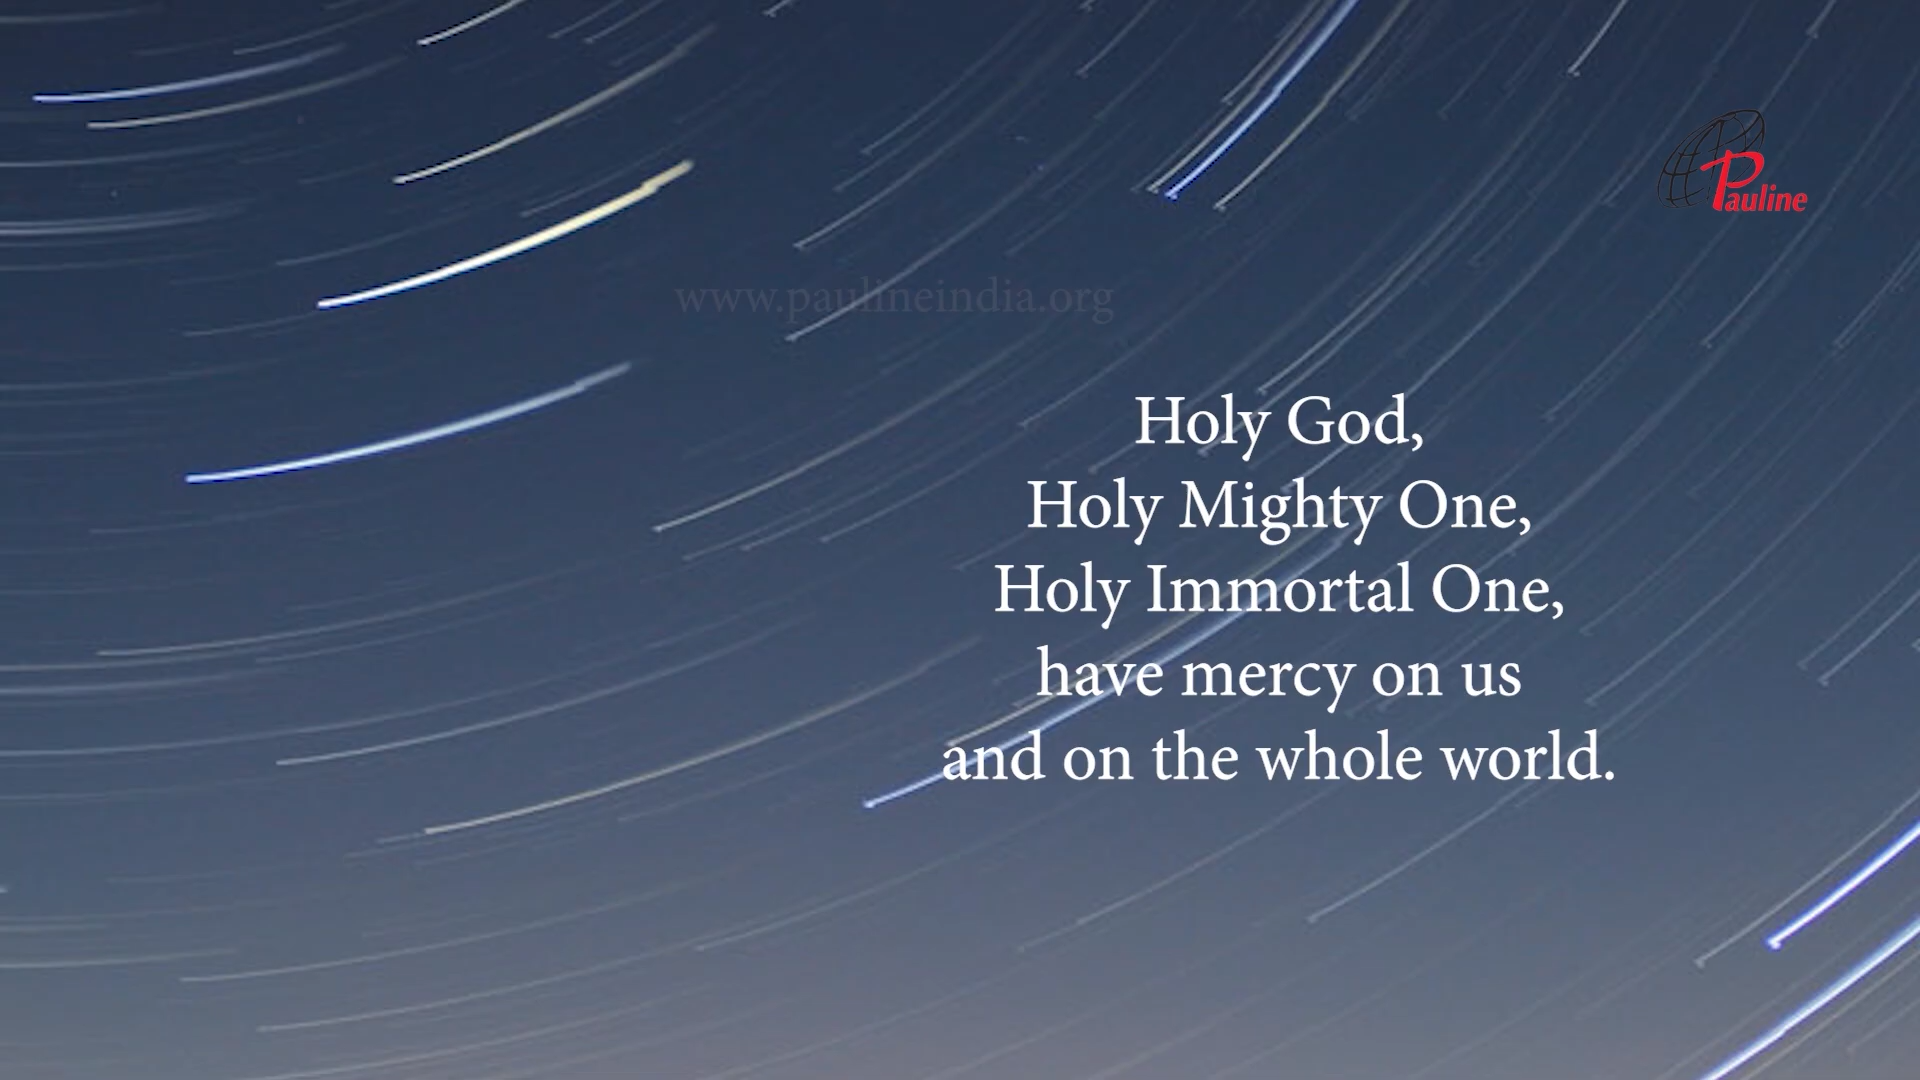 Pauline
www.paulineindia.org
Holy God,
Holy Mighty One,
Holy Immortal One,
have mercy on us
and on the whole world.